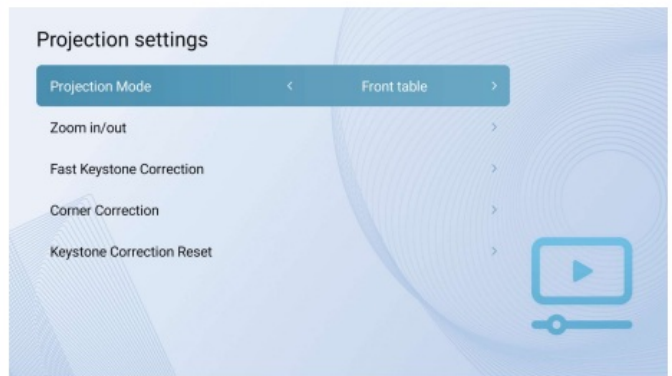 Projection settings
Projection Mode < Front table >
Zoom in/out >
Fast Keystone Correction >
Corner Correction >
Keystone Correction Reset >